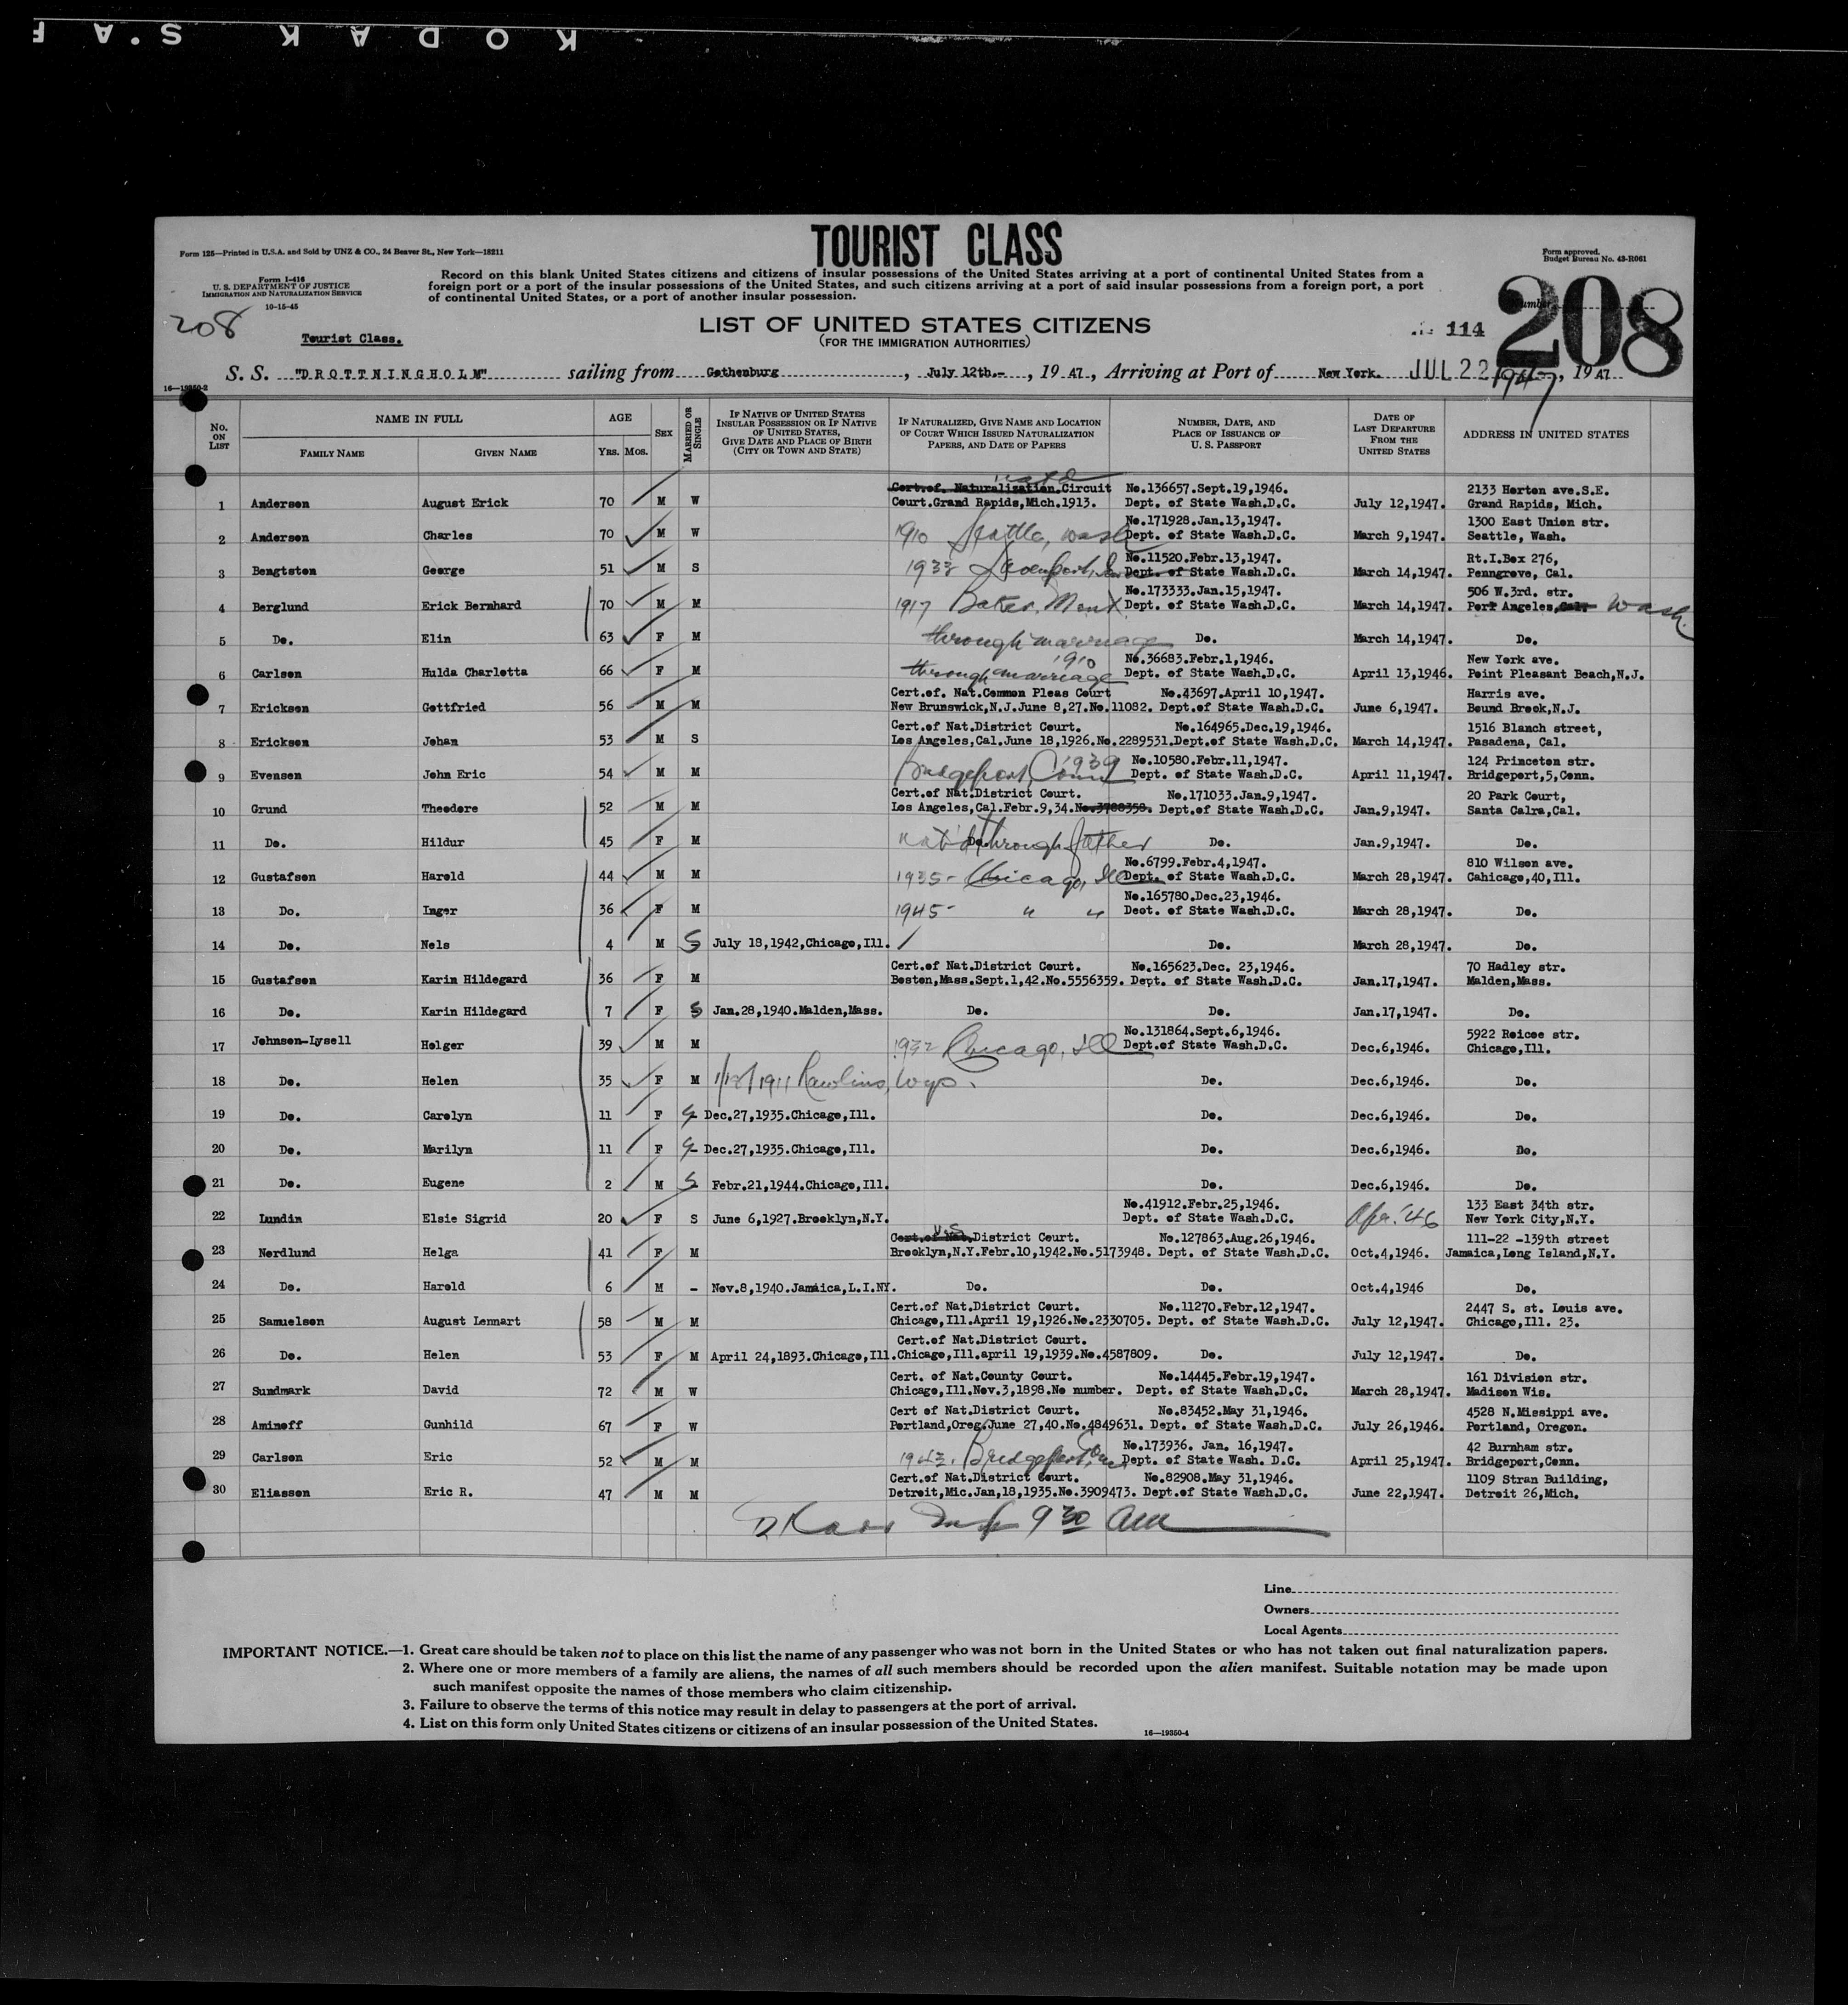 KODAK S.A F
TOURIST CLASS
Form 125—Printed in U.S.A. and Sold by UNZ & CO., 24 Beaver St., New York—18211
Form approved.
Budget Bureau No. 43-R061
Form I-416
U. S. DEPARTMENT OF JUSTICE
IMMIGRATION AND NATURALIZATION SERVICE
10-15-45
Record on this blank United States citizens and citizens of insular possessions of the United States arriving at a port of continental United States from a
foreign port or a port of the insular possessions of the United States, and such citizens arriving at a port of said insular possessions from a foreign port, a port
of continental United States, or a port of another insular possession.
Number
208
208
LIST OF UNITED STATES CITIZENS
(FOR THE IMMIGRATION AUTHORITIES)
114
Tourist Class.
S. S. "DROTTNINGHOLM" sailing from Gothenburg, July 12th.-, 19 47, Arriving at Port of New York. JUL 22 1947, 19 47
16—19350-2
No. ON LIST
NAME IN FULL
FAMILY NAME
GIVEN NAME
AGE
YRS. MOS.
SEX
MARRIED OR SINGLE
IF NATIVE OF UNITED STATES INSULAR POSSESSION OR IF NATIVE OF UNITED STATES, GIVE DATE AND PLACE OF BIRTH (CITY OR TOWN AND STATE)
IF NATURALIZED, GIVE NAME AND LOCATION OF COURT WHICH ISSUED NATURALIZATION PAPERS, AND DATE OF PAPERS
NUMBER, DATE, AND PLACE OF ISSUANCE OF U. S. PASSPORT
DATE OF LAST DEPARTURE FROM THE UNITED STATES
ADDRESS IN UNITED STATES
Cert.of. Naturalization.Circuit No.136657.Sept.19,1946. 2133 Horton ave.S.E.
1 Anderson August Erick 70 M W Court.Grand Rapids,Mich.1913. Dept. of State Wash.D.C. July 12,1947. Grand Rapids, Mich.
No.171928.Jan.13,1947. 1300 East Union str.
2 Anderson Charles 70 M W 1910 Seattle, Wash Dept. of State Wash.D.C. March 9,1947. Seattle, Wash.
No.11520.Febr.13,1947. Rt.I.Box 276,
3 Bengtsten George 51 M S 1933 Davenport, Dept. of State Wash.D.C. March 14,1947. Penngrove, Cal.
No.173333.Jan.15,1947. 506 W.3rd. str.
4 Berglund Erick Bernhard 70 M M 1917 Baker, Mont Dept. of State Wash.D.C. March 14,1947. Port Angeles, Cal. Wash.
5 Do. Elin 63 F M through marriage Do. March 14,1947. Do.
1910 No.36683.Febr.1,1946. New York ave.
6 Carlson Hulda Charlotta 66 F M through marriage Dept. of State Wash.D.C. April 13,1946. Point Pleasant Beach,N.J.
Cert.of. Nat.Common Pleas Court No.43697.April 10,1947. Harris ave.
7 Erickson Gottfried 56 M M New Brunswick,N.J.June 8,27.No.11082. Dept.of State Wash.D.C. June 6,1947. Bound Brook,N.J.
Cert.of Nat.District Court. No.164965.Dec.19,1946. 1516 Blanch street,
8 Erickson Johan 53 M S Los Angeles,Cal.June 18,1926.No.2289531.Dept.of State Wash.D.C. March 14,1947. Pasadena, Cal.
No.10580.Febr.11,1947. 124 Princeton str.
9 Evensen John Eric 54 M M Bridgeport, Conn 1939 Dept. of State Wash.D.C. April 11,1947. Bridgeport,5,Conn.
Cert.of Nat.District Court. No.171033.Jan.9,1947. 20 Park Court,
10 Grund Theodore 52 M M Los Angeles,Cal.Febr.9,34.No.3788358. Dept.of State Wash.D.C. Jan.9,1947. Santa Calra,Cal.
11 Do. Hildur 45 F M Nat'd through father Do. Jan.9,1947. Do.
No.6799.Febr.4,1947. 810 Wilson ave.
12 Gustafson Harold 44 M M 1935- Chicago, Ill Dept. of State Wash.D.C. March 28,1947. Cahicago,40,Ill.
No.165780.Dec.23,1946.
13 Do. Inger 36 F M 1945- " " Deot. of State Wash.D.C. March 28,1947. Do.
14 Do. Nels 4 M S July 18,1942,Chicago,Ill. Do. March 28,1947. Do.
Cert.of Nat.District Court. No.165623.Dec. 23,1946. 70 Hadley str.
15 Gustafson Karin Hildegard 36 F M Boston,Mass.Sept.1,42.No.5556359. Dept. of State Wash.D.C. Jan.17,1947. Malden,Mass.
16 Do. Karin Hildegard 7 F S Jan.28,1940.Malden,Mass. Do. Do. Jan.17,1947. Do.
No.131864.Sept.6,1946. 5922 Reicoe str.
17 Johnson-Lysell Holger 39 M M 1932 Chicago, Ill Dept.of State Wash.D.C. Dec.6,1946. Chicago,Ill.
18 Do. Helen 35 F M 1/18/1911 Rawlins, Wyo. Do. Dec.6,1946. Do.
19 Do. Carolyn 11 F S Dec.27,1935.Chicago,Ill. Do. Dec.6,1946. Do.
20 Do. Marilyn 11 F S Dec.27,1935.Chicago,Ill. Do. Dec.6,1946. Do.
21 Do. Eugene 2 M S Febr.21,1944.Chicago,Ill. Do. Dec.6,1946. Do.
No.41912.Febr.25,1946. 133 East 34th str.
22 Lundin Elsie Sigrid 20 F S June 6,1927.Brooklyn,N.Y. Dept. of State Wash.D.C. Apr. '46 New York City,N.Y.
U.S. Cert.of Nat.District Court. No.127863.Aug.26,1946. 111-22 -139th street
23 Nordlund Helga 41 F M Brooklyn,N.Y.Febr.10,1942.No.5173948. Dept. of State Wash.D.C. Oct.4,1946. Jamaica,Long Island,N.Y.
24 Do. Harold 6 M - Nov.8,1940.Jamaica,L.I.NY. Do. Do. Oct.4,1946 Do.
Cert.of Nat.District Court. No.11270.Febr.12,1947. 2447 S. st. Louis ave.
25 Samuelson August Lennart 58 M M Chicago,Ill.April 19,1926.No.2330705. Dept. of State Wash.D.C. July 12,1947. Chicago,Ill. 23.
Cert.of Nat.District Court.
26 Do. Helen 53 F M April 24,1893.Chicago,Ill.Chicago,Ill.april 19,1939.No.4587809. Do. July 12,1947. Do.
Cert. of Nat.County Court. No.14445.Febr.19,1947. 161 Division str.
27 Sundmark David 72 M W Chicago,Ill.Nov.3,1898.No number. Dept. of State Wash.D.C. March 28,1947. Madison Wis.
Cert of Nat.District Court. No.83452.May 31,1946. 4528 N.Missippi ave.
28 Aminoff Gunhild 67 F W Portland,Oreg.June 27,40.No.4849631. Dept. of State Wash.D.C. July 26,1946. Portland, Oregon.
No.173936. Jan. 16,1947. 42 Burnham str.
29 Carlson Eric 52 M M 1943. Bridgeport, Conn Dept. of State Wash. D.C. April 25,1947. Bridgeport,Conn.
Cert.of Nat.District Court. No.82908.May 31,1946. 1109 Stran Building,
30 Eliasson Eric R. 47 M M Detroit,Mic.Jan,18,1935.No.3909473. Dept.of State Wash.D.C. June 22,1947. Detroit 26,Mich.
9 30 am
Line
Owners
Local Agents
IMPORTANT NOTICE.—1. Great care should be taken not to place on this list the name of any passenger who was not born in the United States or who has not taken out final naturalization papers.
2. Where one or more members of a family are aliens, the names of all such members should be recorded upon the alien manifest. Suitable notation may be made upon
such manifest opposite the names of those members who claim citizenship.
3. Failure to observe the terms of this notice may result in delay to passengers at the port of arrival.
4. List on this form only United States citizens or citizens of an insular possession of the United States.
16—19350-4